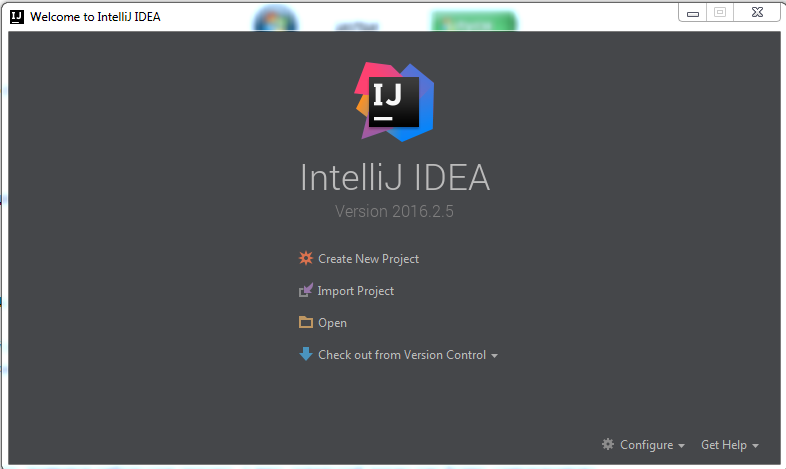 Welcome to IntelliJ IDEA
IJ
IntelliJ IDEA
Version 2016.2.5
Create New Project
Import Project
Open
Check out from Version Control
Configure
Get Help